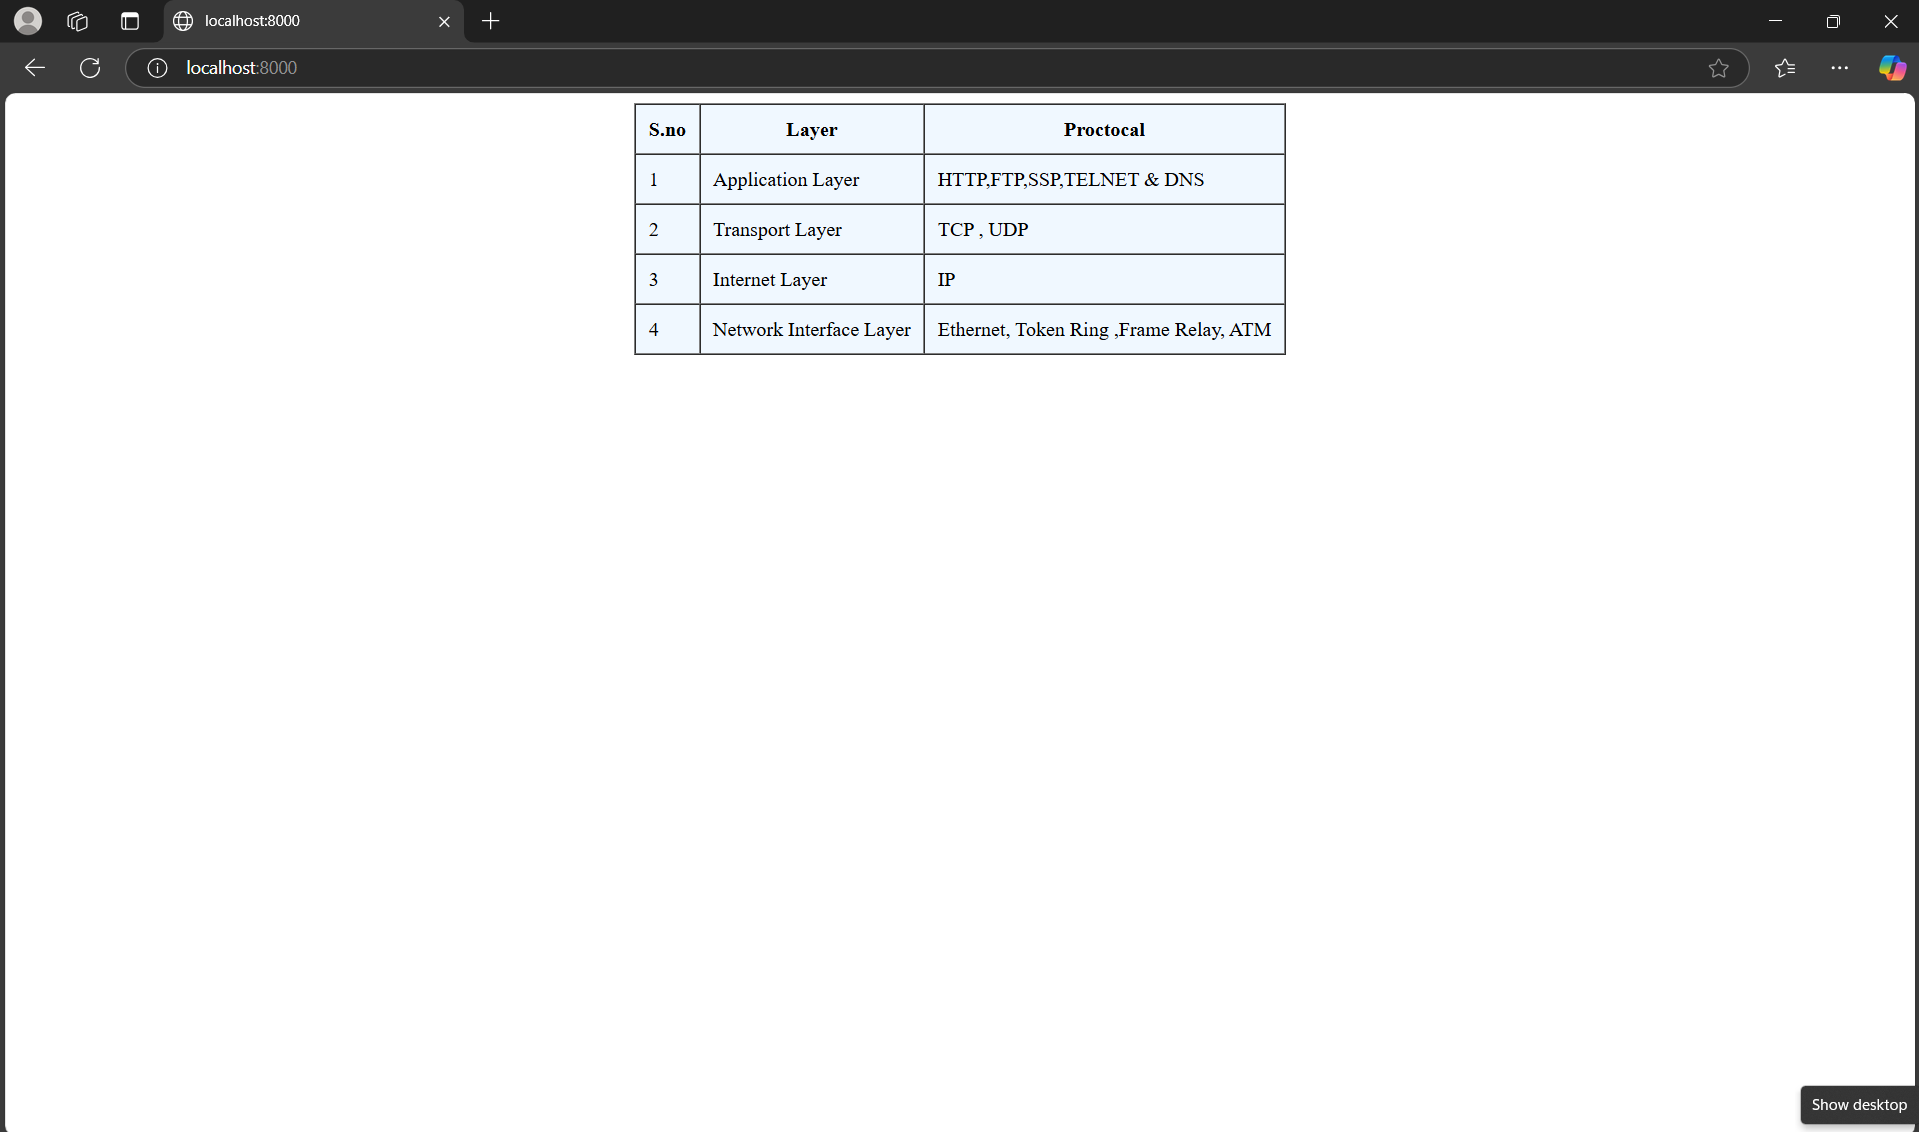 localhost:8000
localhost:8000
S.no Layer Proctocal
1 Application Layer HTTP,FTP,SSP,TELNET & DNS
2 Transport Layer TCP , UDP
3 Internet Layer IP
4 Network Interface Layer Ethernet, Token Ring ,Frame Relay, ATM
Show desktop